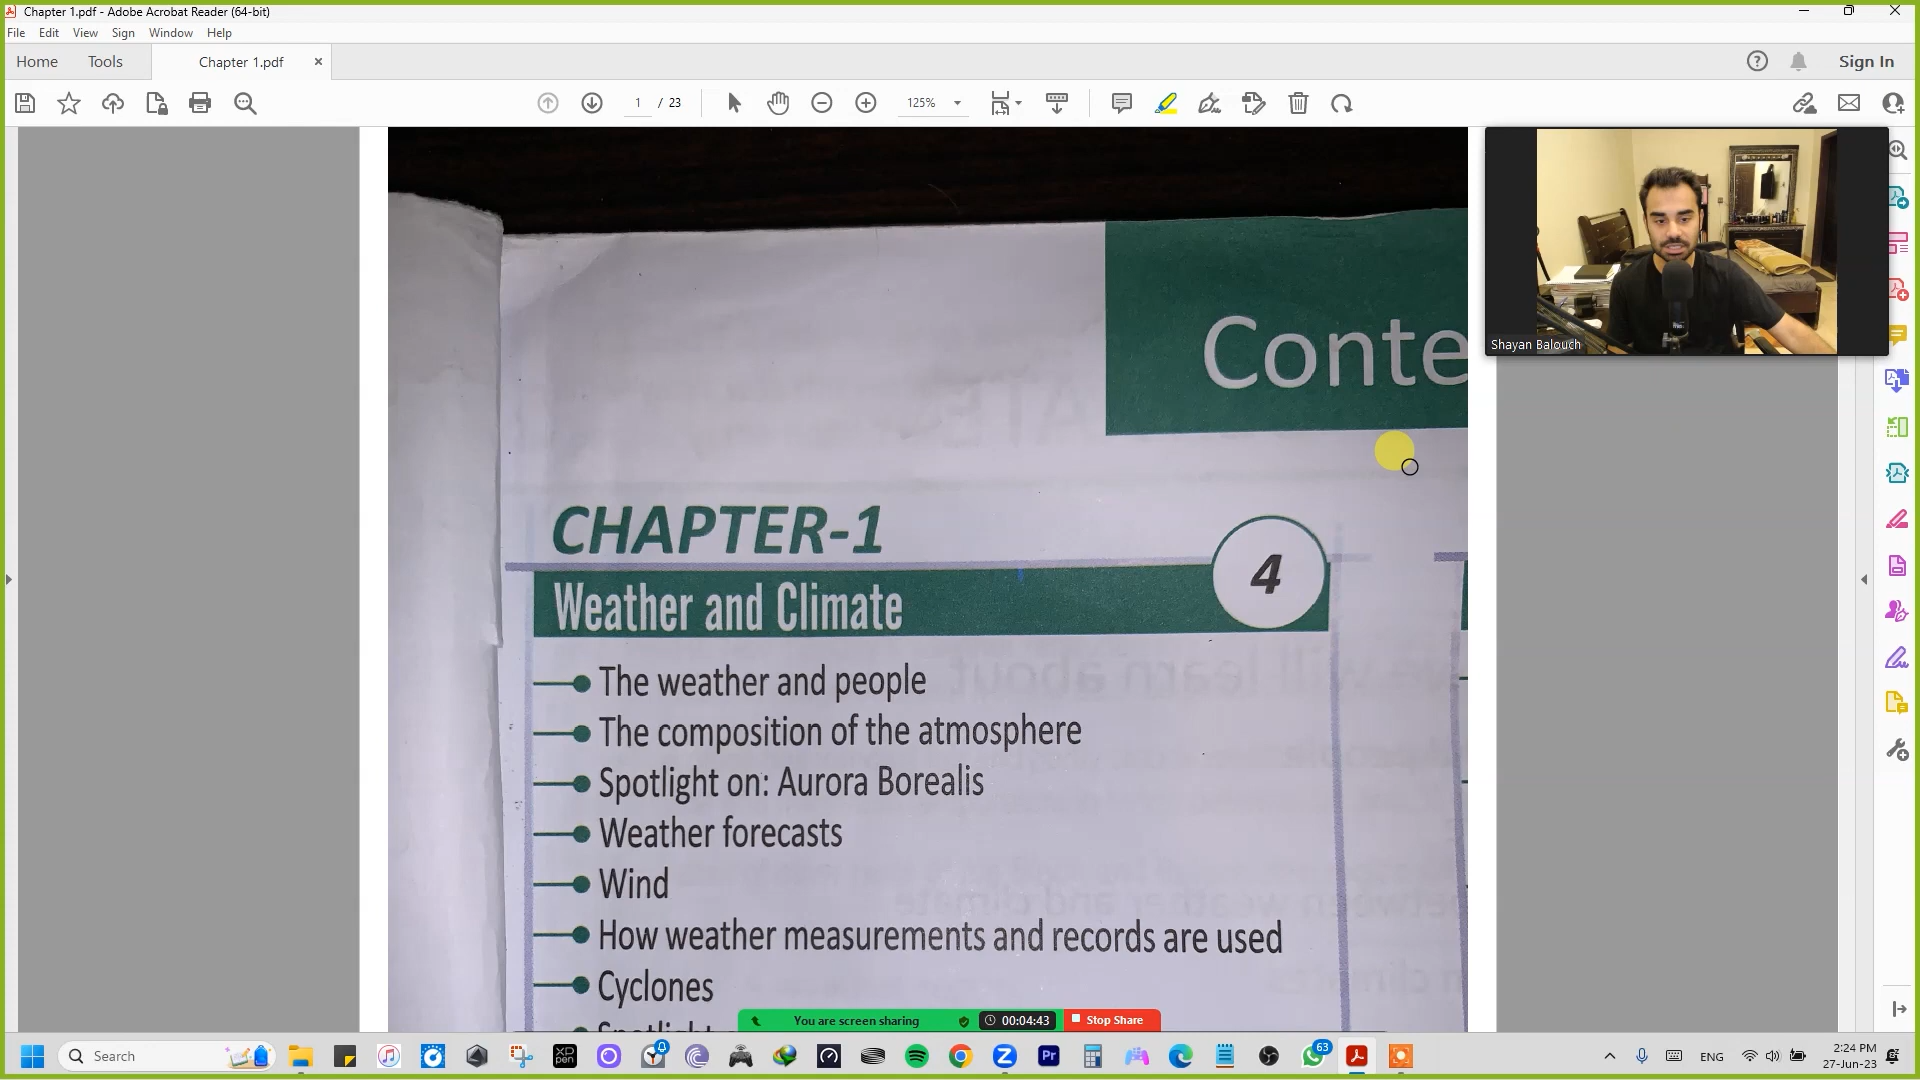 Chapter 1.pdf - Adobe Acrobat Reader (64-bit)
File Edit View Sign Window Help
Home Tools Chapter 1.pdf Sign In
1 / 23 125%
Conte
Shayan Balouch
CHAPTER-1
Weather and Climate 4
The weather and people
The composition of the atmosphere
Spotlight on: Aurora Borealis
Weather forecasts
Wind
How weather measurements and records are used
Cyclones
You are screen sharing 00:04:43 Stop Share
Search XP pen Pr 63 ENG 2:24 PM
27-Jun-23